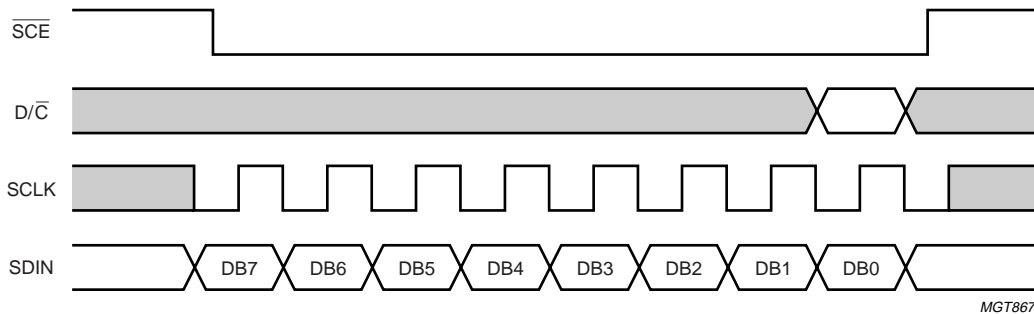 SCE
D/C
SCLK
SDIN DB7 DB6 DB5 DB4 DB3 DB2 DB1 DB0
MGT867